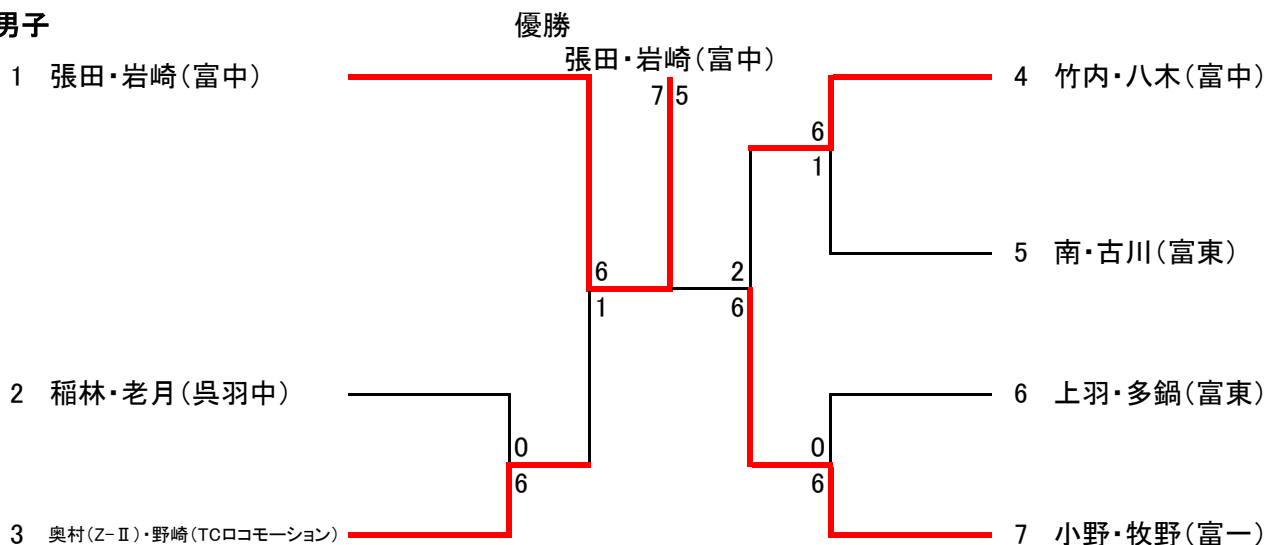 男子
優勝
張田・岩崎(富中)
7 5
1 張田・岩崎(富中)
4 竹内・八木(富中)
6
1
5 南・古川(富東)
6
1
2
6
2 稲林・老月(呉羽中)
6 上羽・多鍋(富東)
0
6
0
6
3 奥村(Z-Ⅱ)・野崎(TCロコモーション)
7 小野・牧野(富一)